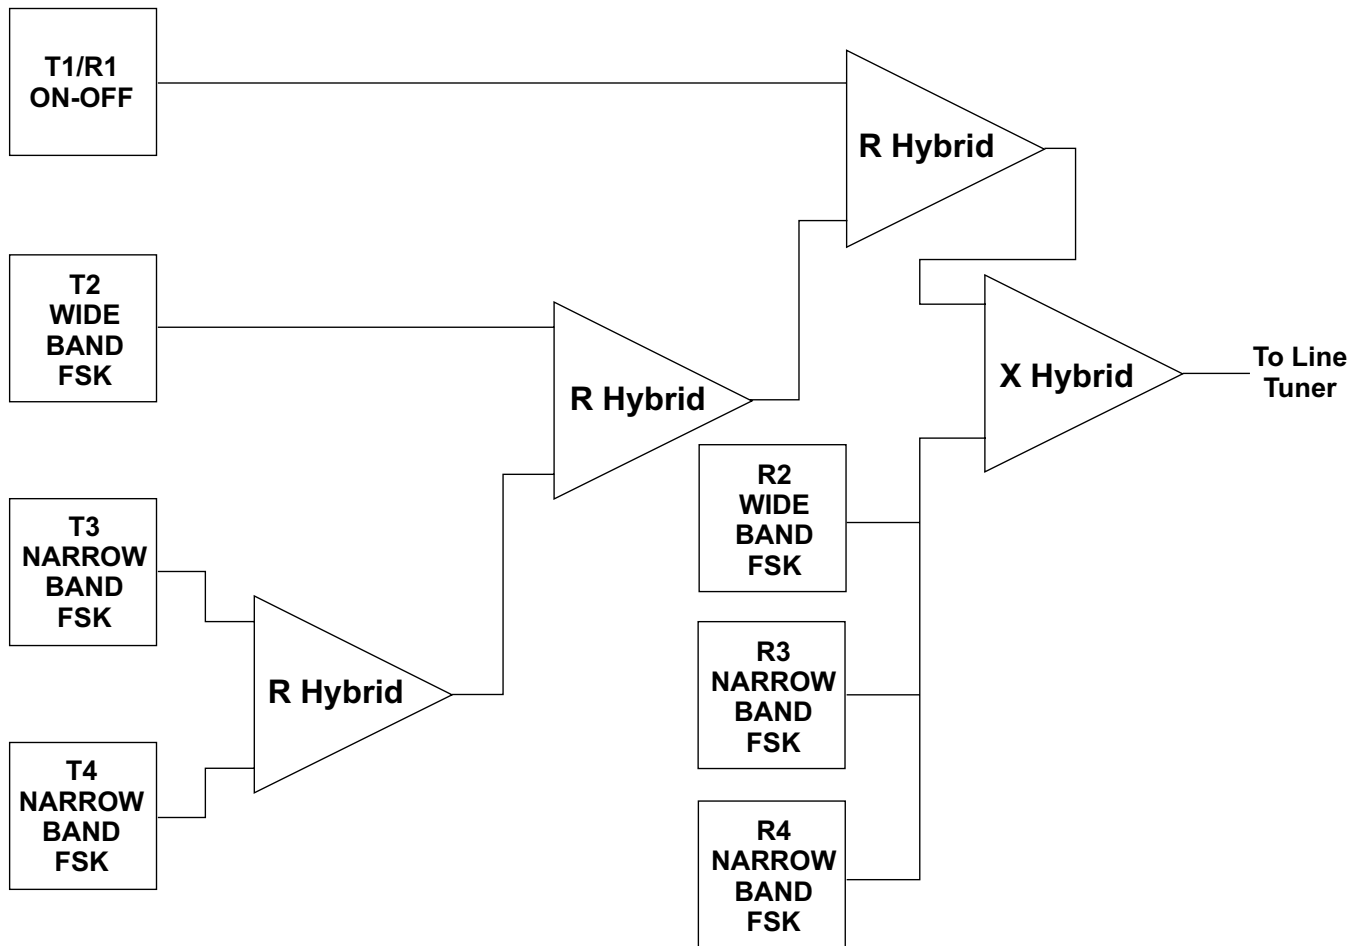 T1/R1
ON-OFF
R Hybrid
T2
WIDE
BAND
FSK
R Hybrid
X Hybrid
To Line
Tuner
R2
WIDE
BAND
FSK
T3
NARROW
BAND
FSK
R Hybrid
R3
NARROW
BAND
FSK
T4
NARROW
BAND
FSK
R4
NARROW
BAND
FSK